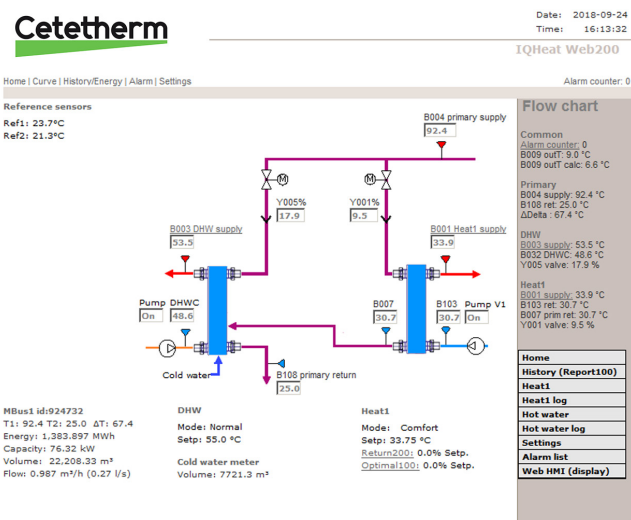 Cetetherm
Date: 2018-09-24
Time: 16:13:32
IQHeat Web200
Home | Curve | History/Energy | Alarm | Settings
Alarm counter: 0
Reference sensors
Ref1: 23.7°C
Ref2: 21.3°C
B004 primary supply
92.4
M
M
Y005%
17.9
Y001%
9.5
B003 DHW supply
53.5
B001 Heat1 supply
33.9
Pump DHWC
On 48.6
B007 B103 Pump V1
30.7 30.7 On
Cold water
B108 primary return
25.0
MBus1 id:924732
T1: 92.4 T2: 25.0 ΔT: 67.4
Energy: 1,383.897 MWh
Capacity: 76.32 kW
Volume: 22,208.33 m³
Flow: 0.987 m³/h (0.27 l/s)
DHW
Mode: Normal
Setp: 55.0 °C
Cold water meter
Volume: 7721.3 m³
Heat1
Mode: Comfort
Setp: 33.75 °C
Return200: 0.0% Setp.
Optimal100: 0.0% Setp.
Flow chart
Common
Alarm counter: 0
B009 outT: 9.0 °C
B009 outT calc: 6.6 °C
Primary
B004 supply: 92.4 °C
B108 ret: 25.0 °C
ΔDelta : 67.4 °C
DHW
B003 supply: 53.5 °C
B032 DHWC: 48.6 °C
Y005 valve: 17.9 %
Heat1
B001 supply: 33.9 °C
B103 ret: 30.7 °C
B007 prim ret: 30.7 °C
Y001 valve: 9.5 %
Home
History (Report100)
Heat1
Heat1 log
Hot water
Hot water log
Settings
Alarm list
Web HMI (display)